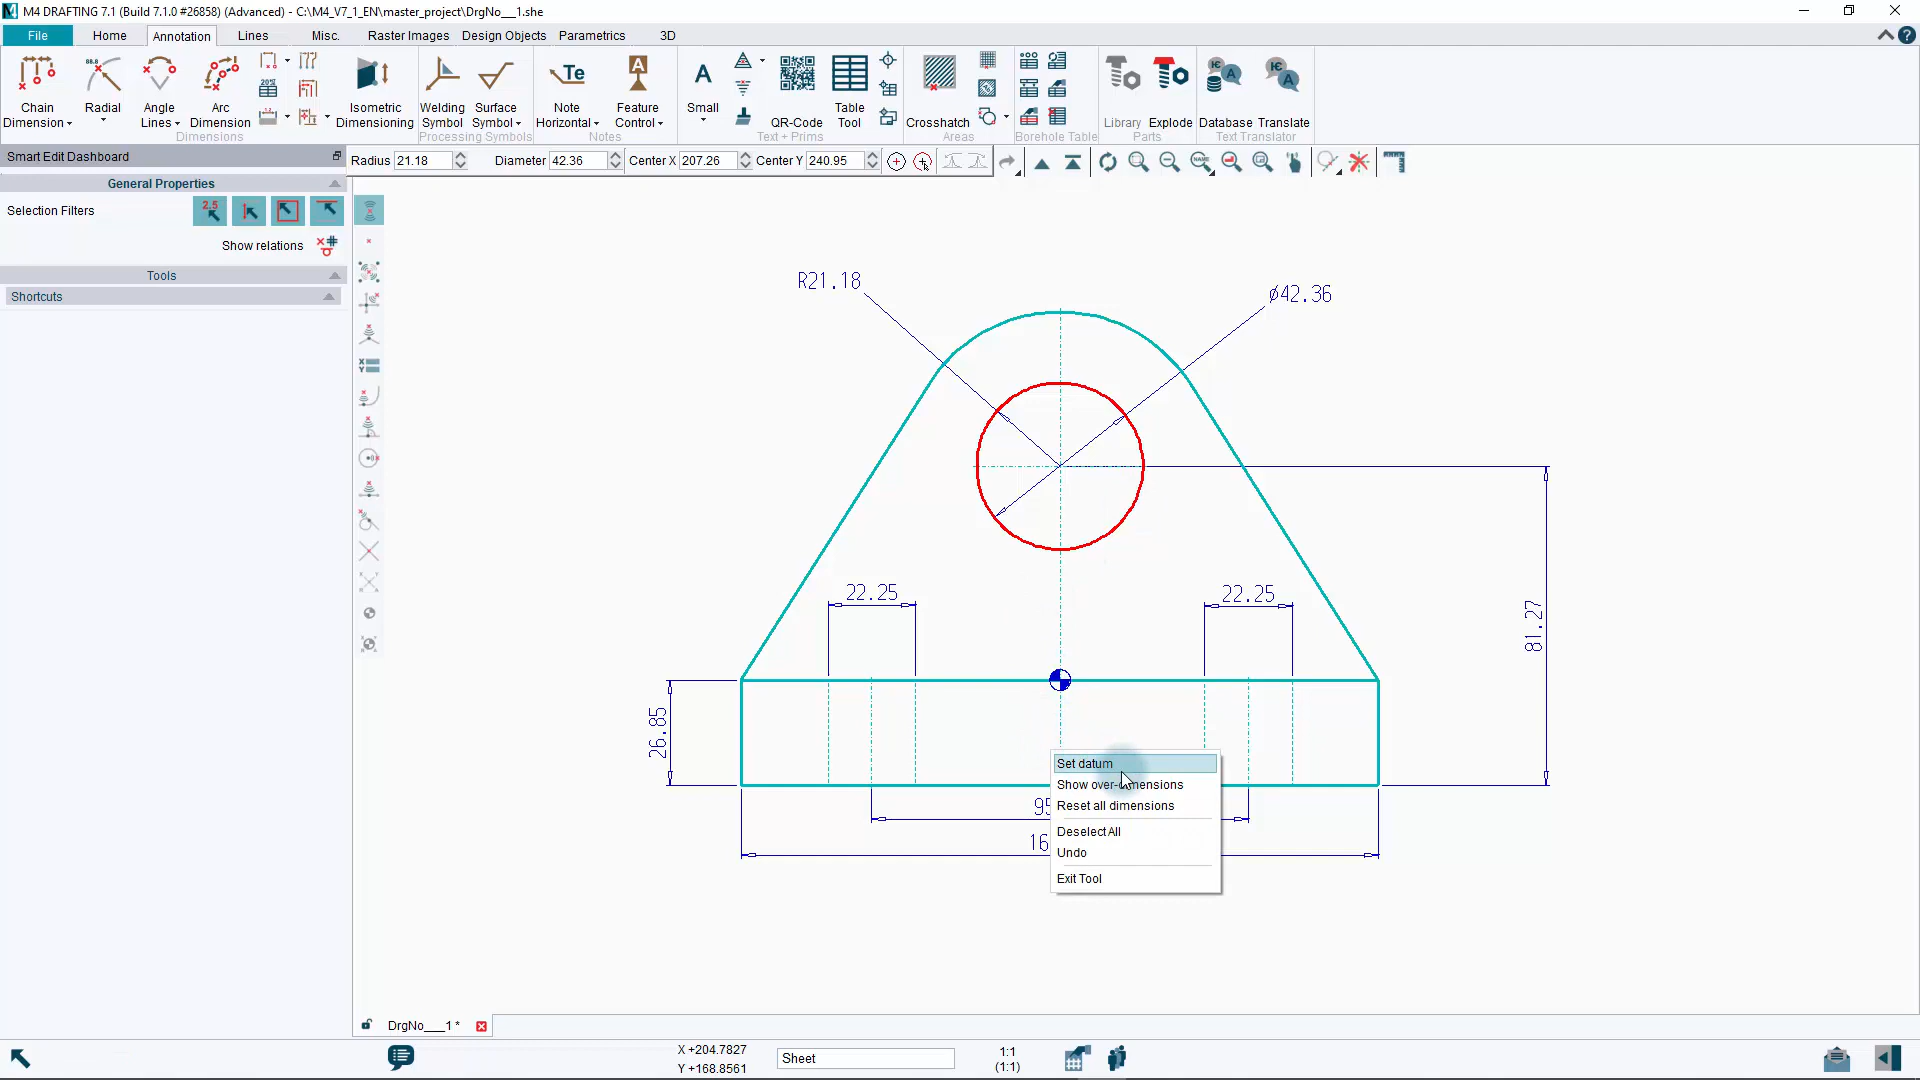 M4 DRAFTING 7.1 (Build 7.1.0 #26858) (Advanced) - C:\M4_V7_1_EN\master_project\DrgNo___1.she
File Home Annotation Lines Misc. Raster Images Design Objects Parametrics 3D
Chain Dimension
Radial
Angle Lines
Arc Dimension
Isometric Dimensioning
Dimensions
Welding Symbol
Surface Symbol
Processing Symbols
Note Horizontal
Feature Control
Notes
Small
QR-Code
Table Tool
Text + Prims
Crosshatch
Areas
Borehole Table
Library
Explode
Parts
Database
Translate
Text Translator
Smart Edit Dashboard
Radius 21.18 Diameter 42.36 Center X 207.26 Center Y 240.95
General Properties
Selection Filters
Show relations
Tools
Shortcuts
R21.18
ø42.36
22.25
22.25
81.27
26.85
95
16
Set datum
Show over-dimensions
Reset all dimensions
Deselect All
Undo
Exit Tool
DrgNo___1 *
X +204.7827
Y +168.8561
Sheet
1:1
(1:1)